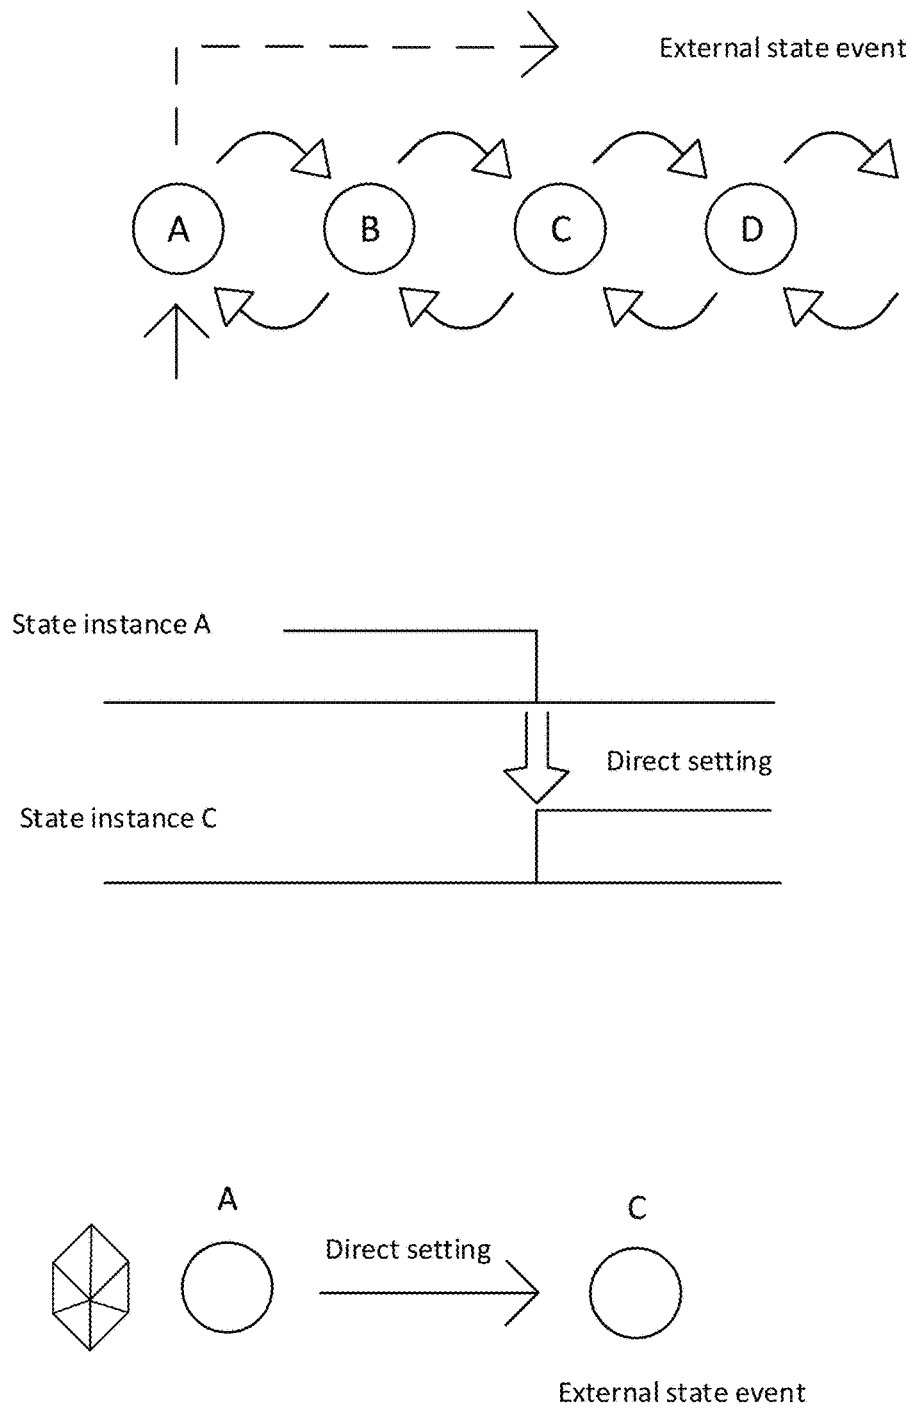 External state event
A B C D
State instance A
Direct setting
State instance C
A
C
Direct setting
External state event